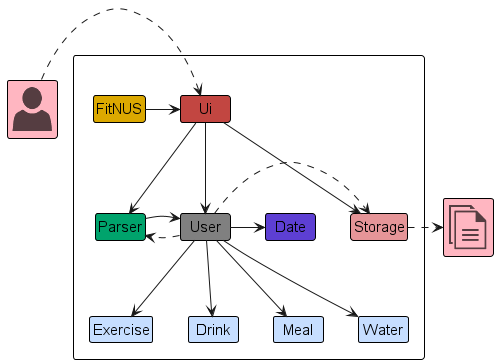 FitNUS
Ui
Parser
User
Date
Storage
Exercise
Drink
Meal
Water